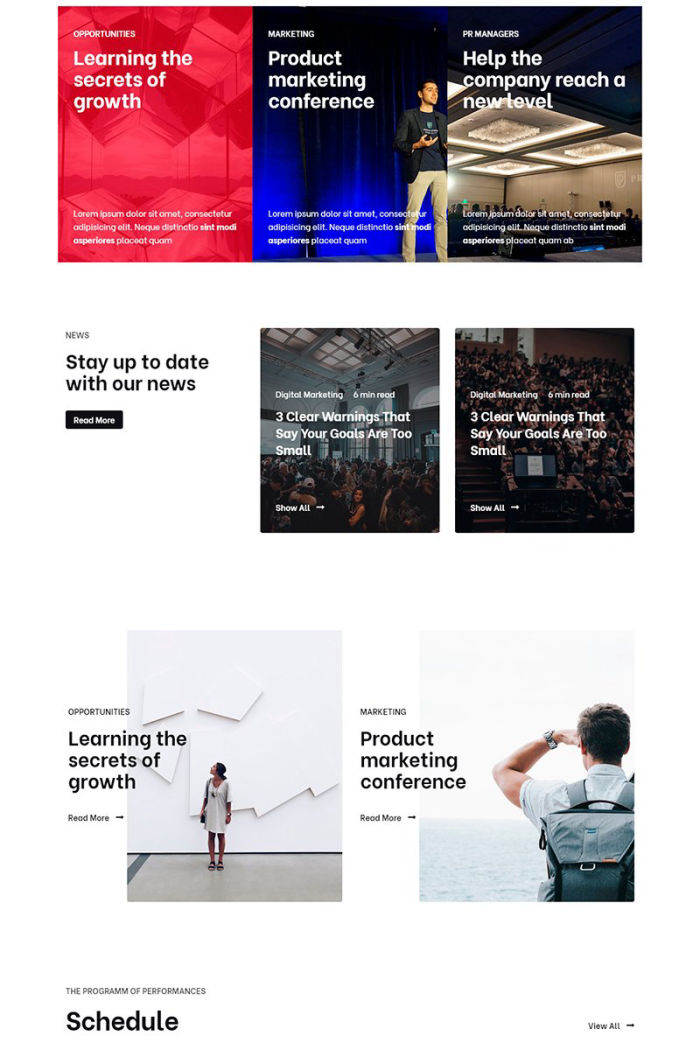 OPPORTUNITIES
Learning the
secrets of
growth
Lorem ipsum dolor sit amet, consectetur
adipisicing elit. Neque distinctio sint modi
asperiores placeat quam
MARKETING
Product
marketing
conference
Lorem ipsum dolor sit amet, consectetur
adipisicing elit. Neque distinctio sint modi
asperiores placeat quam
PR MANAGERS
Help the
company reach a
new level
Lorem ipsum dolor sit amet, consectetur
adipisicing elit. Neque distinctio sint modi
asperiores placeat quam ab
NEWS
Stay up to date
with our news
Read More
Digital Marketing 6 min read
3 Clear Warnings That
Say Your Goals Are Too
Small
Show All
Digital Marketing 6 min read
3 Clear Warnings That
Say Your Goals Are Too
Small
Show All
OPPORTUNITIES
Learning the
secrets of
growth
Read More
MARKETING
Product
marketing
conference
Read More
THE PROGRAMM OF PERFORMANCES
Schedule
View All